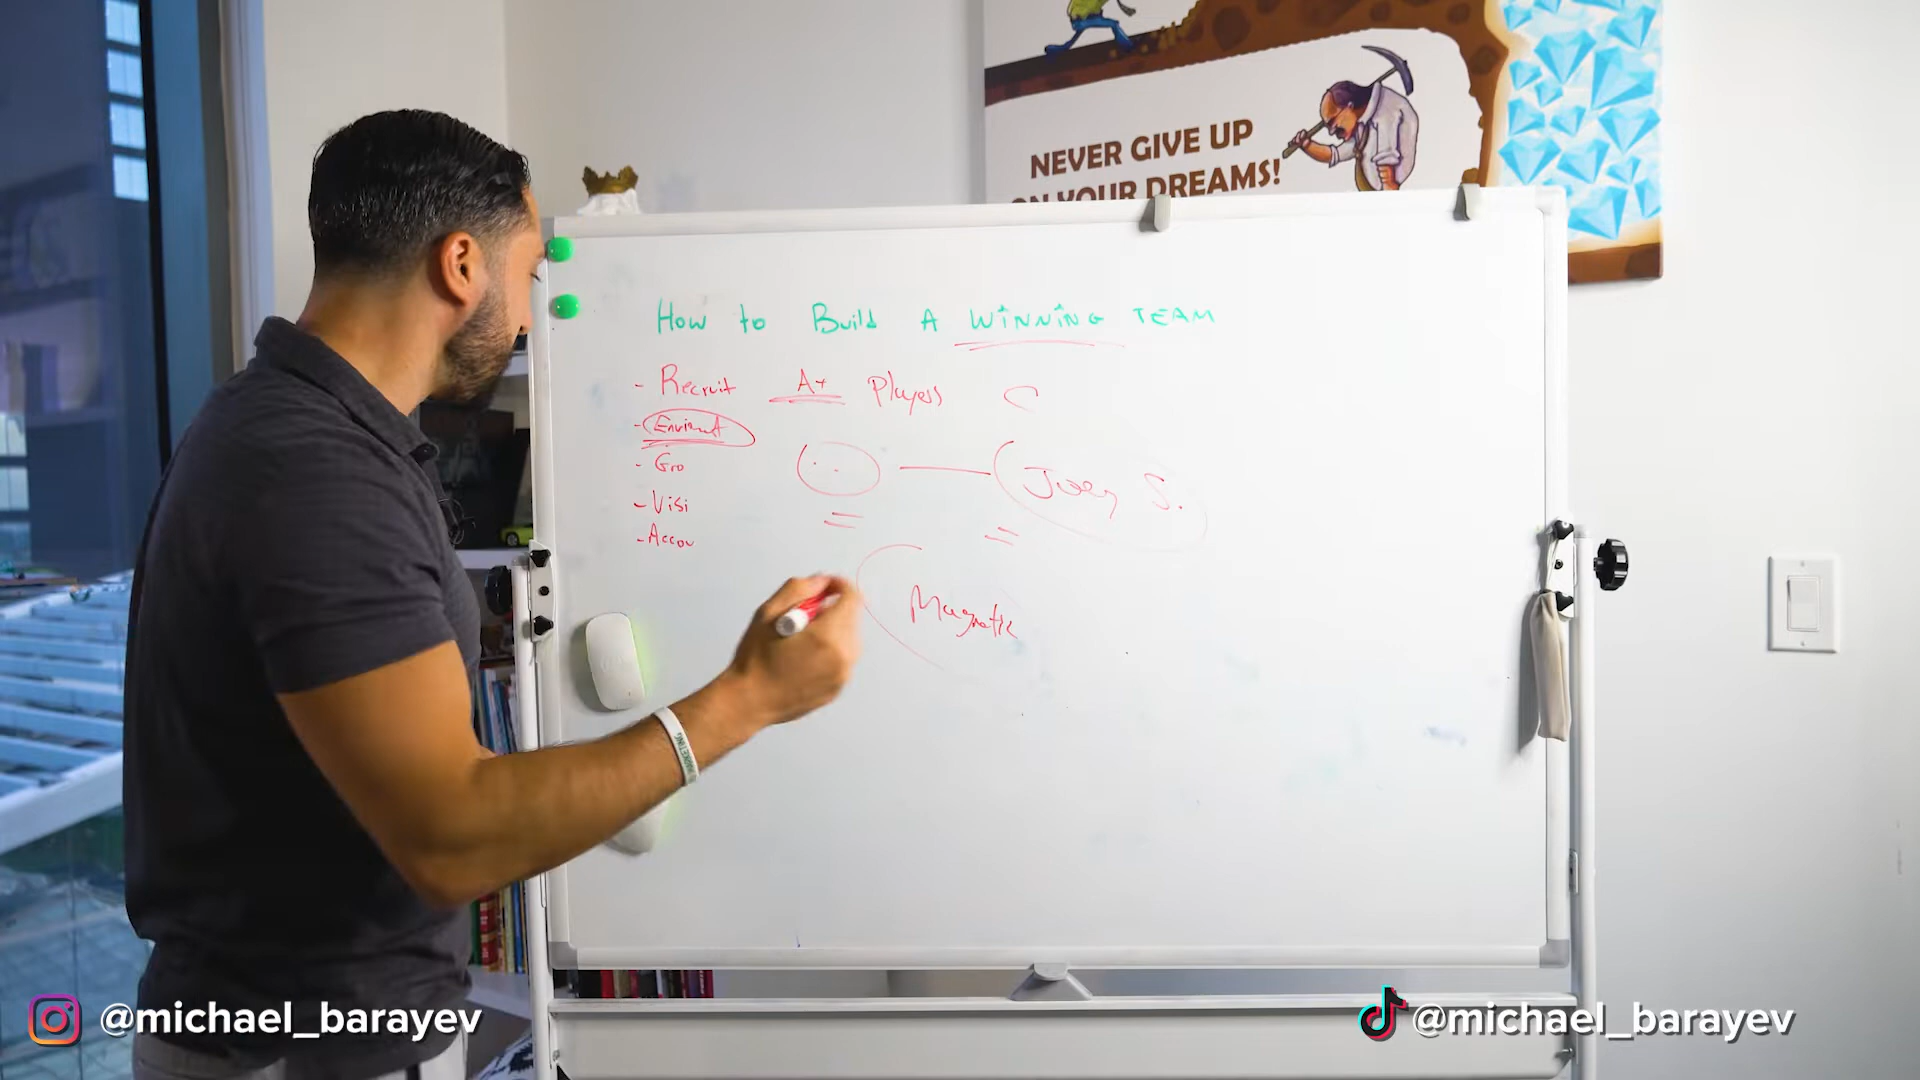 NEVER GIVE UP
ON YOUR DREAMS!
How to Build A WINNING TEAM
- Recruit A+ Players C
- Gro
Joey S.
- Visi
- Accou
Magnetic
MARKETING
@michael_barayev
@michael_barayev